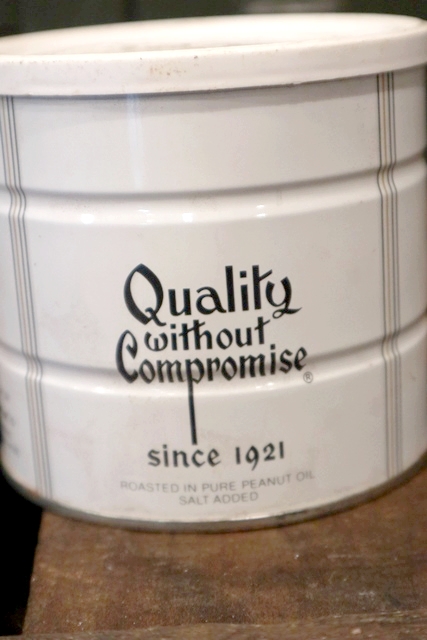 Quality
without
Compromise®
since 1921
ROASTED IN PURE PEANUT OIL
SALT ADDED